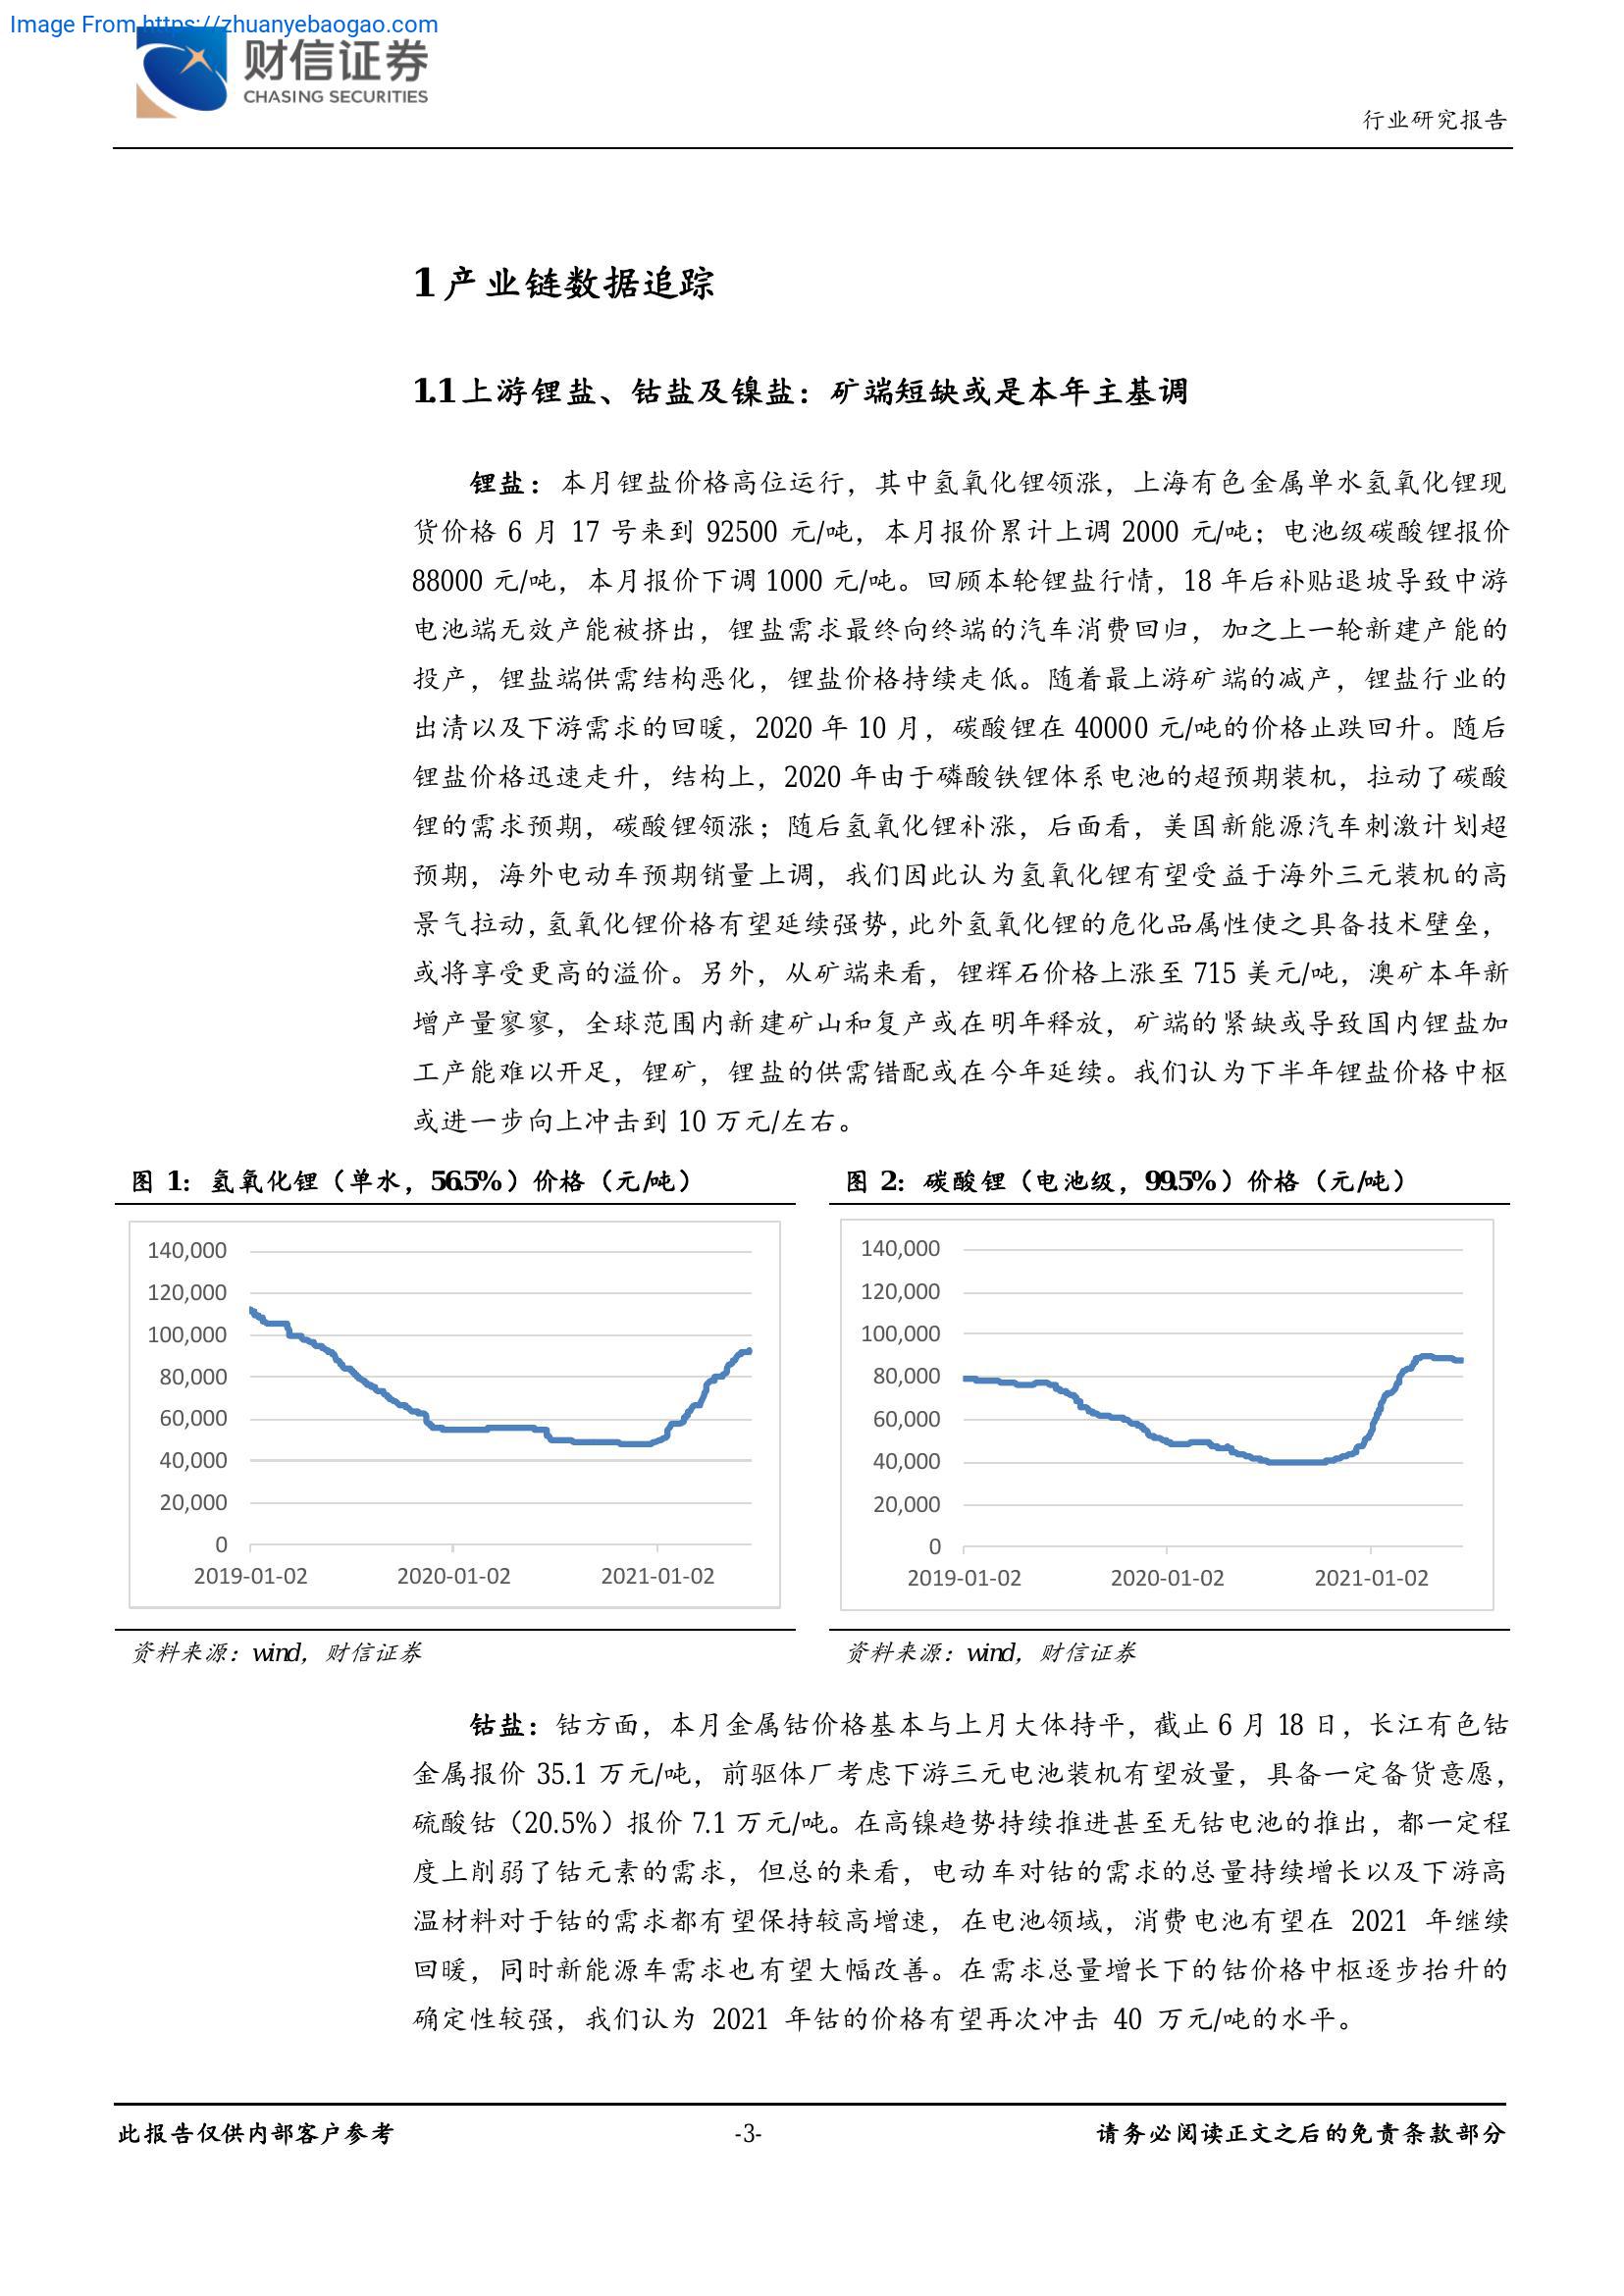 Image From https://zhuanyebaogao.com
财信证券
CHASING SECURITIES
行业研究报告
1 产业链数据追踪
1.1 上游锂盐、钴盐及镍盐：矿端短缺或是本年主基调
锂盐：本月锂盐价格高位运行，其中氢氧化锂领涨，上海有色金属单水氢氧化锂现
货价格 6 月 17 号来到 92500 元/吨，本月报价累计上调 2000 元/吨；电池级碳酸锂报价
88000 元/吨，本月报价下调 1000 元/吨。回顾本轮锂盐行情，18 年后补贴退坡导致中游
电池端无效产能被挤出，锂盐需求最终向终端的汽车消费回归，加之上一轮新建产能的
投产，锂盐端供需结构恶化，锂盐价格持续走低。随着最上游矿端的减产，锂盐行业的
出清以及下游需求的回暖，2020 年 10 月，碳酸锂在 40000 元/吨的价格止跌回升。随后
锂盐价格迅速走升，结构上，2020 年由于磷酸铁锂体系电池的超预期装机，拉动了碳酸
锂的需求预期，碳酸锂领涨；随后氢氧化锂补涨，后面看，美国新能源汽车刺激计划超
预期，海外电动车预期销量上调，我们因此认为氢氧化锂有望受益于海外三元装机的高
景气拉动，氢氧化锂价格有望延续强势，此外氢氧化锂的危化品属性使之具备技术壁垒，
或将享受更高的溢价。另外，从矿端来看，锂辉石价格上涨至 715 美元/吨，澳矿本年新
增产量寥寥，全球范围内新建矿山和复产或在明年释放，矿端的紧缺或导致国内锂盐加
工产能难以开足，锂矿，锂盐的供需错配或在今年延续。我们认为下半年锂盐价格中枢
或进一步向上冲击到 10 万元/左右。
图 1：氢氧化锂（单水，56.5%）价格（元/吨）
140,000
120,000
100,000
80,000
60,000
40,000
20,000
0
2019-01-02 2020-01-02 2021-01-02
资料来源：wind，财信证券
图 2：碳酸锂（电池级，99.5%）价格（元/吨）
140,000
120,000
100,000
80,000
60,000
40,000
20,000
0
2019-01-02 2020-01-02 2021-01-02
资料来源：wind，财信证券
钴盐：钴方面，本月金属钴价格基本与上月大体持平，截止 6 月 18 日，长江有色钴
金属报价 35.1 万元/吨，前驱体厂考虑下游三元电池装机有望放量，具备一定备货意愿，
硫酸钴（20.5%）报价 7.1 万元/吨。在高镍趋势持续推进甚至无钴电池的推出，都一定程
度上削弱了钴元素的需求，但总的来看，电动车对钴的需求的总量持续增长以及下游高
温材料对于钴的需求都有望保持较高增速，在电池领域，消费电池有望在 2021 年继续
回暖，同时新能源车需求也有望大幅改善。在需求总量增长下的钴价格中枢逐步抬升的
确定性较强，我们认为 2021 年钴的价格有望再次冲击 40 万元/吨的水平。
此报告仅供内部客户参考
-3-
请务必阅读正文之后的免责条款部分